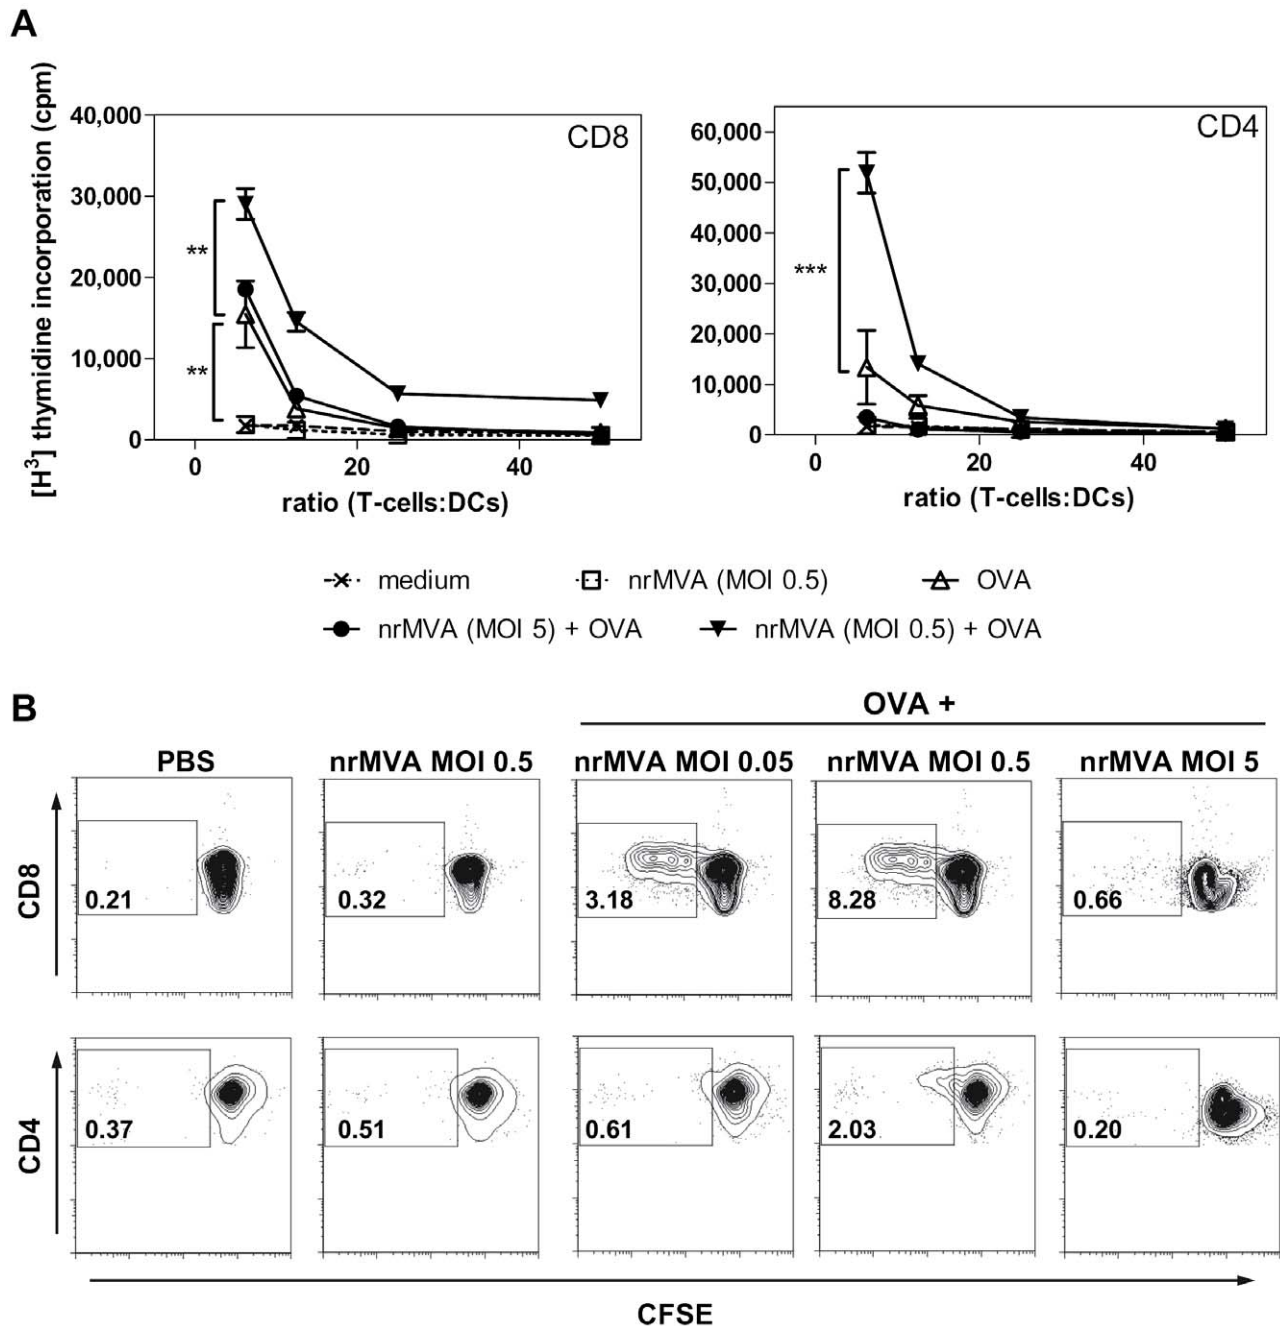 A
[H³] thymidine incorporation (cpm)
40,000
30,000
20,000
10,000
0
CD8
**
**
0 20 40
ratio (T-cells:DCs)
60,000
50,000
40,000
30,000
20,000
10,000
0
CD4
***
0 20 40
ratio (T-cells:DCs)
medium nrMVA (MOI 0.5) OVA
nrMVA (MOI 5) + OVA nrMVA (MOI 0.5) + OVA
B
OVA +
PBS nrMVA MOI 0.5 nrMVA MOI 0.05 nrMVA MOI 0.5 nrMVA MOI 5
CD8
0.21 0.32 3.18 8.28 0.66
CD4
0.37 0.51 0.61 2.03 0.20
CFSE